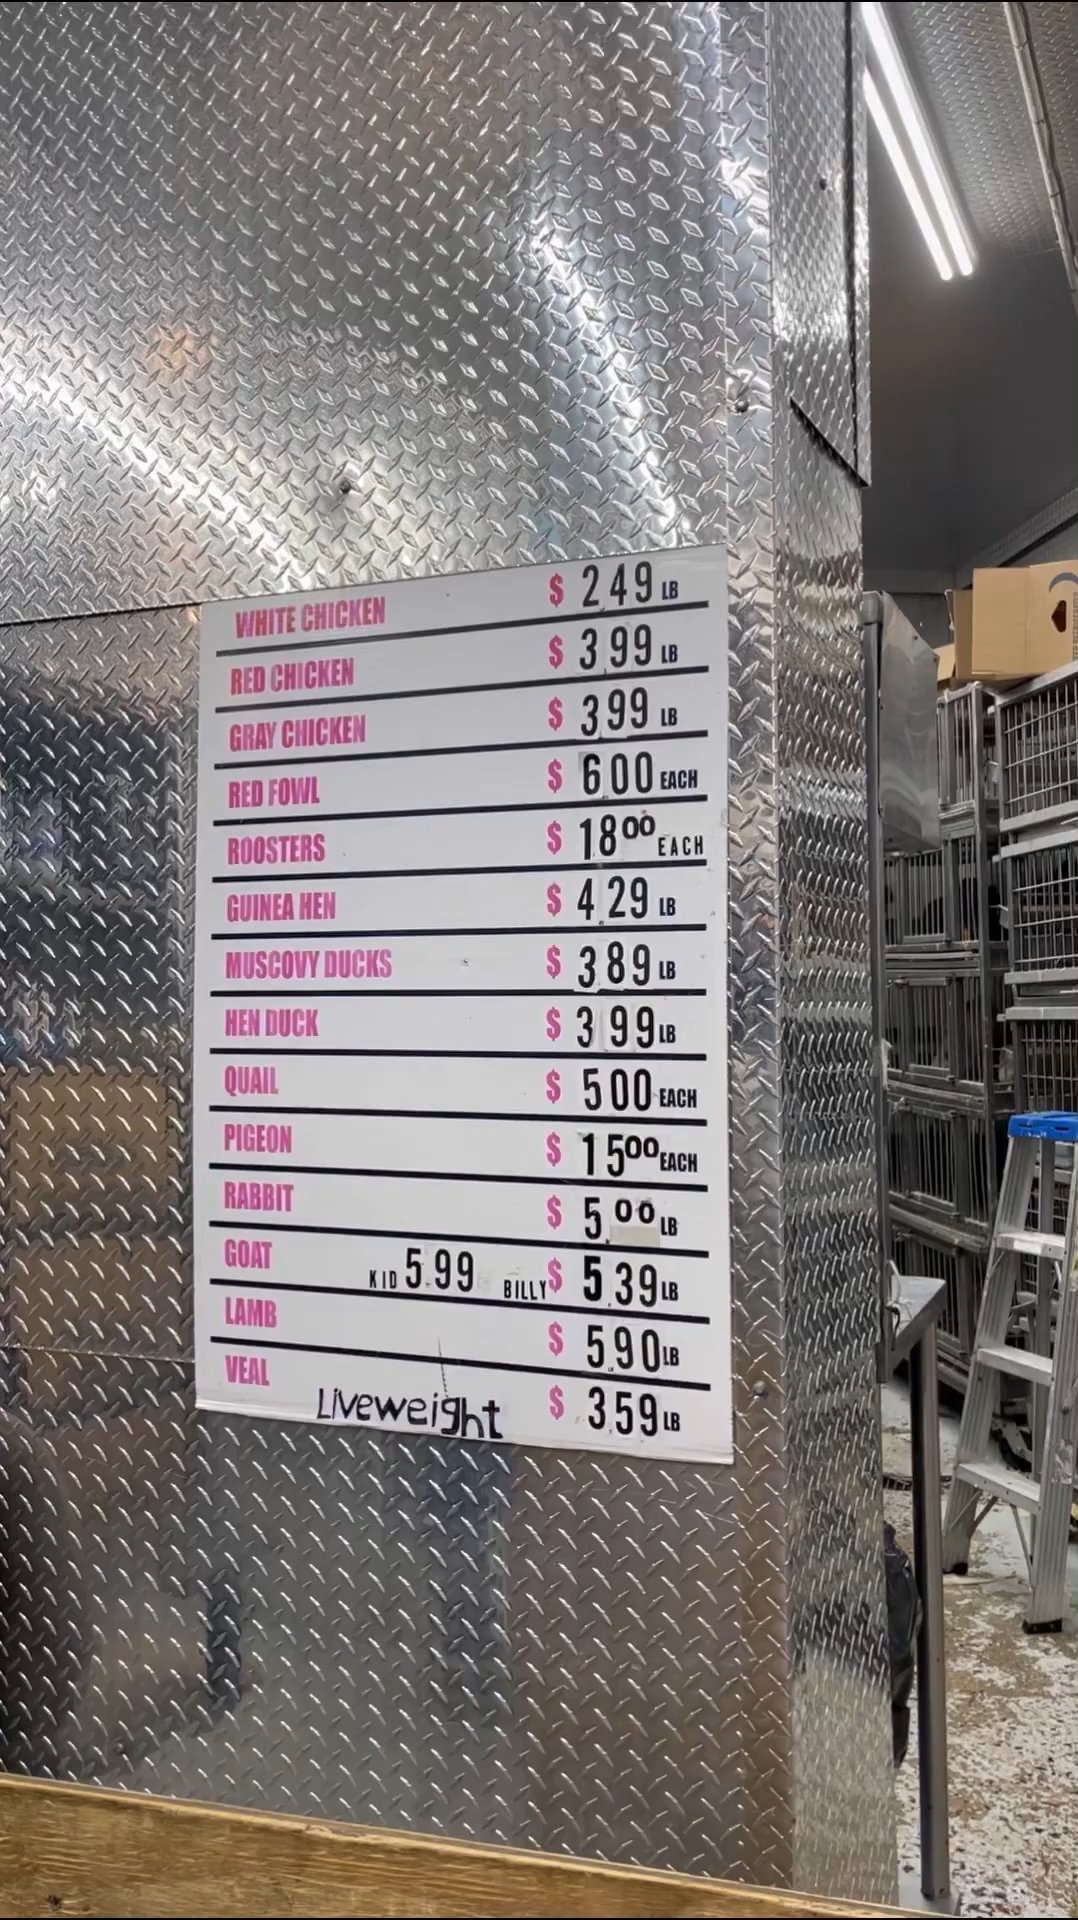 WHITE CHICKEN $ 2.49 LB
RED CHICKEN $ 3.99 LB
GRAY CHICKEN $ 3.99 LB
RED FOWL $ 6.00 EACH
ROOSTERS $ 18.00 EACH
GUINEA HEN $ 4.29 LB
MUSCOVY DUCKS $ 3.89 LB
HEN DUCK $ 3.99 LB
QUAIL $ 5.00 EACH
PIGEON $ 15.00 EACH
RABBIT $ 5.00 LB
GOAT KID 5.99 BILLY $ 5.39 LB
LAMB $ 5.90 LB
VEAL Liveweight $ 3.59 LB